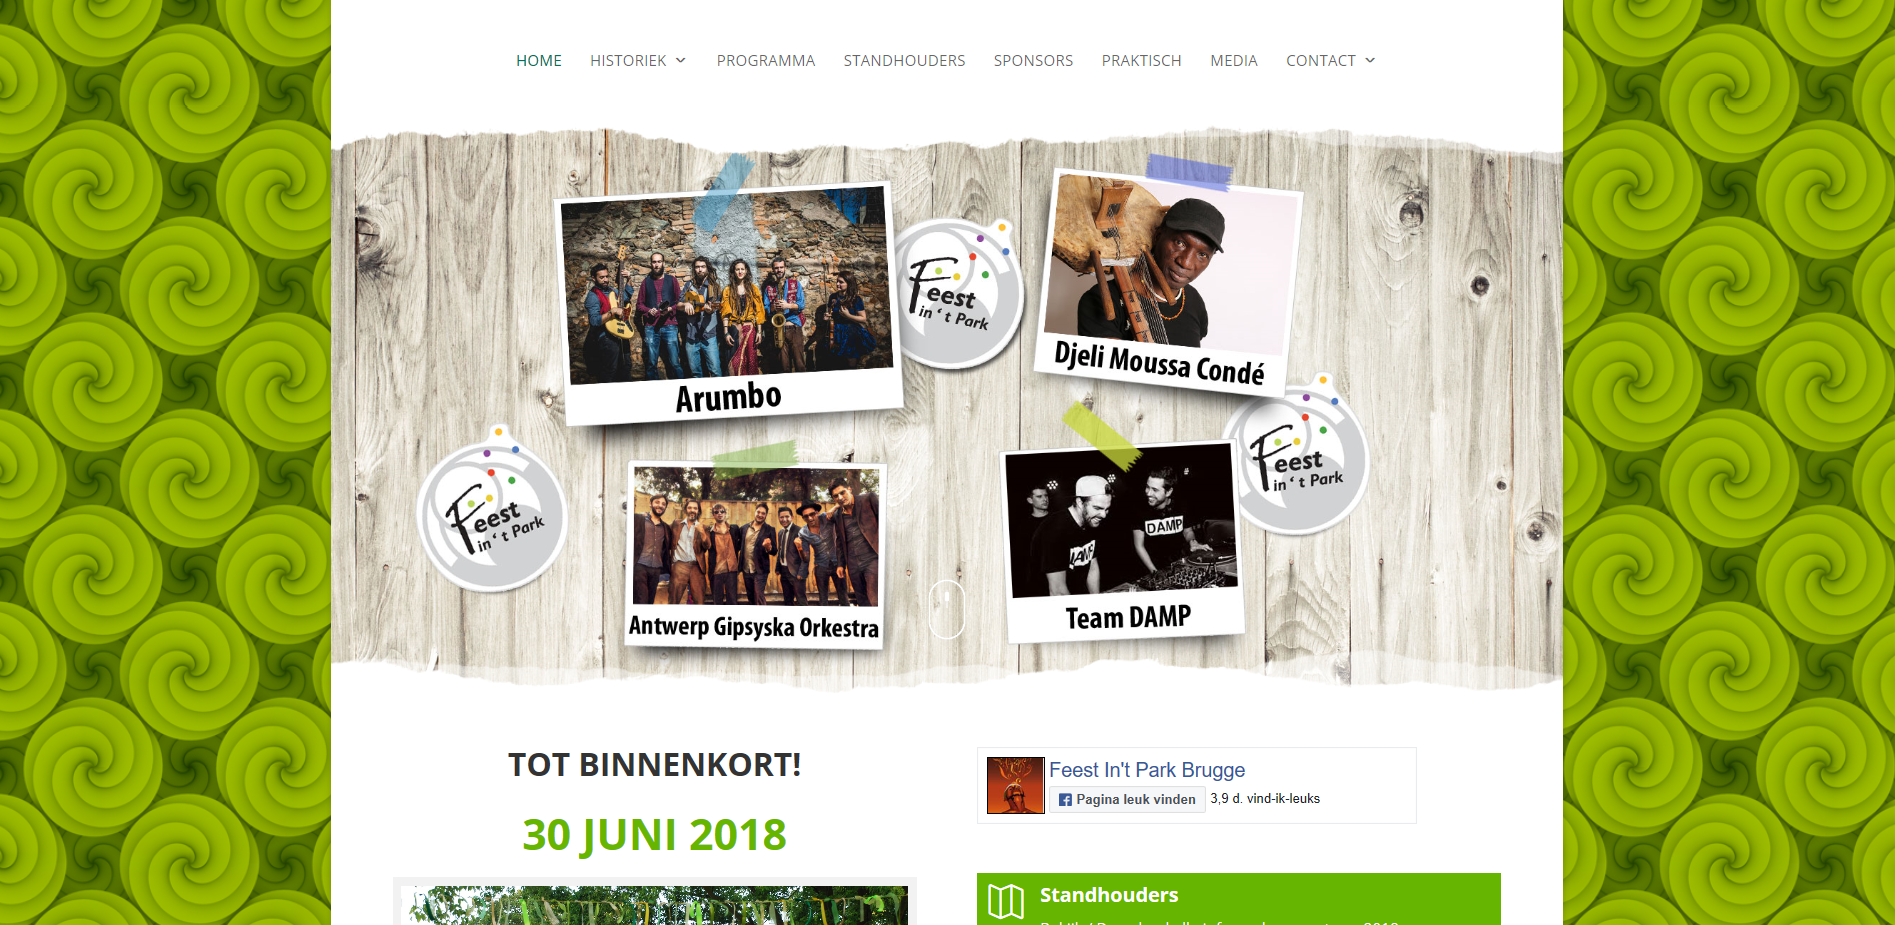 HOME HISTORIEK PROGRAMMA STANDHOUDERS SPONSORS PRAKTISCH MEDIA CONTACT
Arumbo
Feest
in 't Park
Djeli Moussa Condé
Feest
in 't Park
Feest
in 't Park
Antwerp Gipsyska Orkestra
DAMP
Team DAMP
TOT BINNENKORT!
30 JUNI 2018
Feest In't Park Brugge
Pagina leuk vinden 3,9 d. vind-ik-leuks
Standhouders